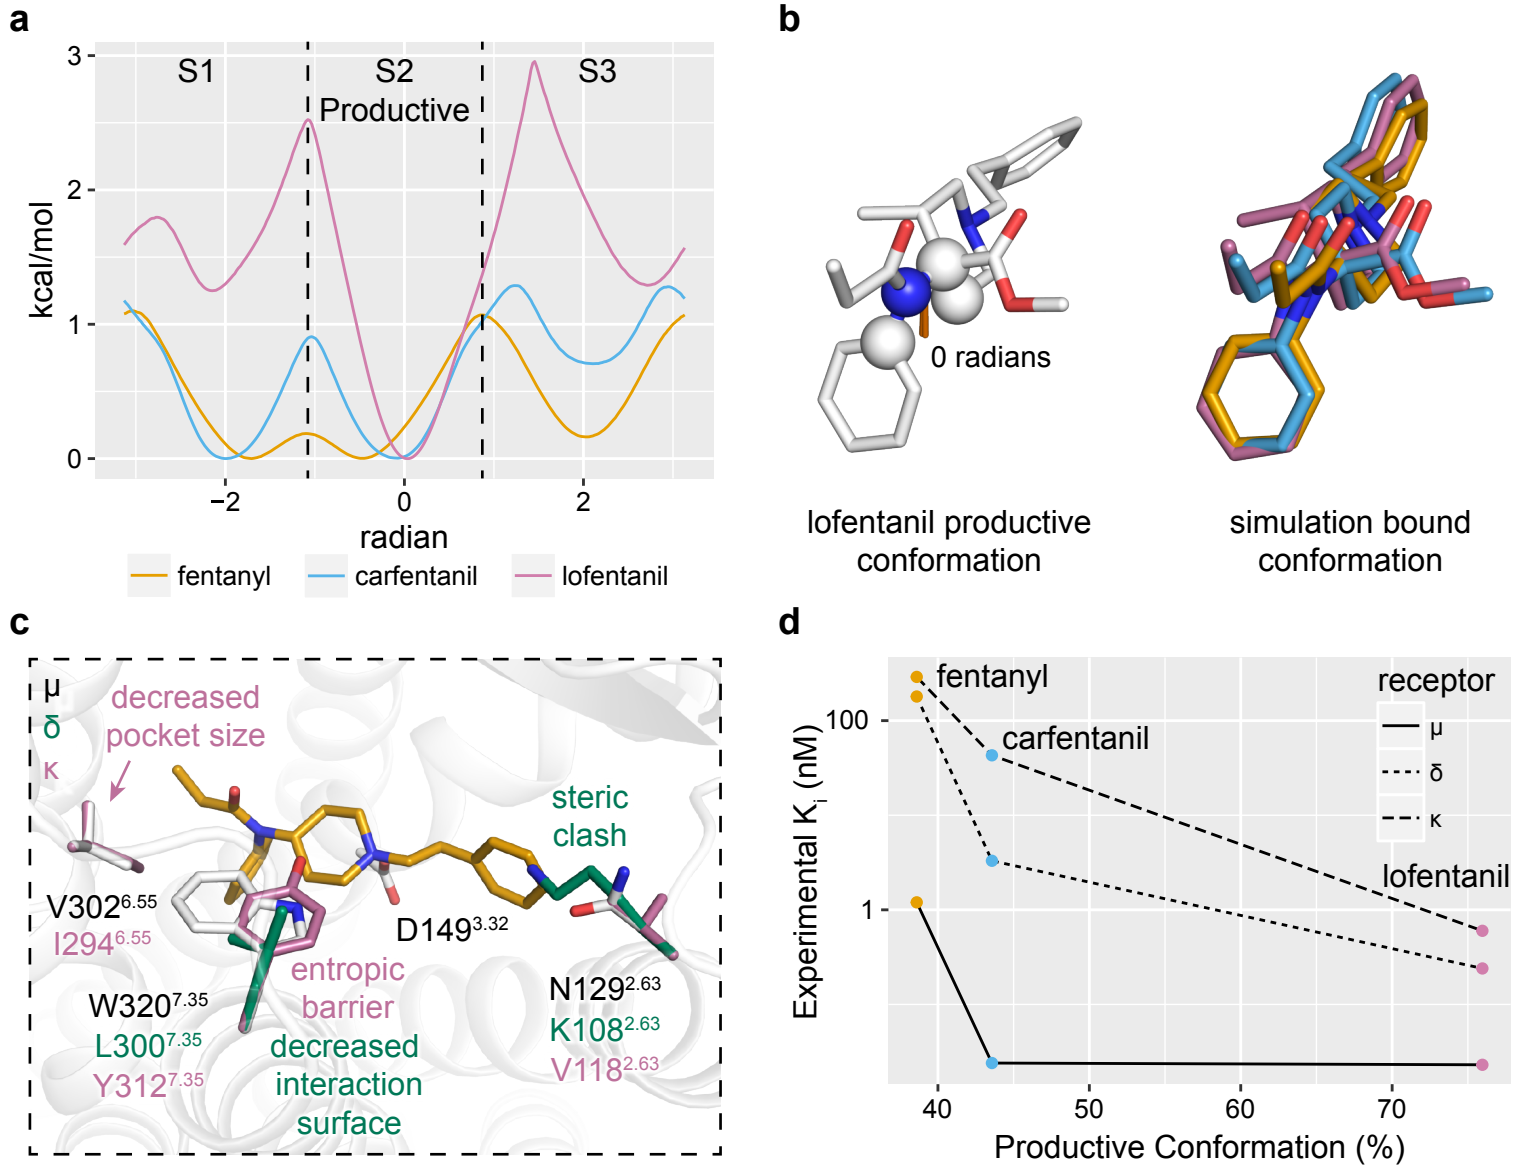 a
3
2
1
0
kcal/mol
S1
S2
S3
Productive
−2
0
2
radian
fentanyl
carfentanil
lofentanil
b
0 radians
lofentanil productive
conformation
simulation bound
conformation
c
μ
δ
κ
decreased
pocket size
steric
clash
V302^6.55
I294^6.55
D149^3.32
entropic
barrier
W320^7.35
L300^7.35
Y312^7.35
decreased
interaction
surface
N129^2.63
K108^2.63
V118^2.63
d
fentanyl
carfentanil
lofentanil
receptor
μ
δ
κ
100
1
Experimental K_i (nM)
40
50
60
70
Productive Conformation (%)